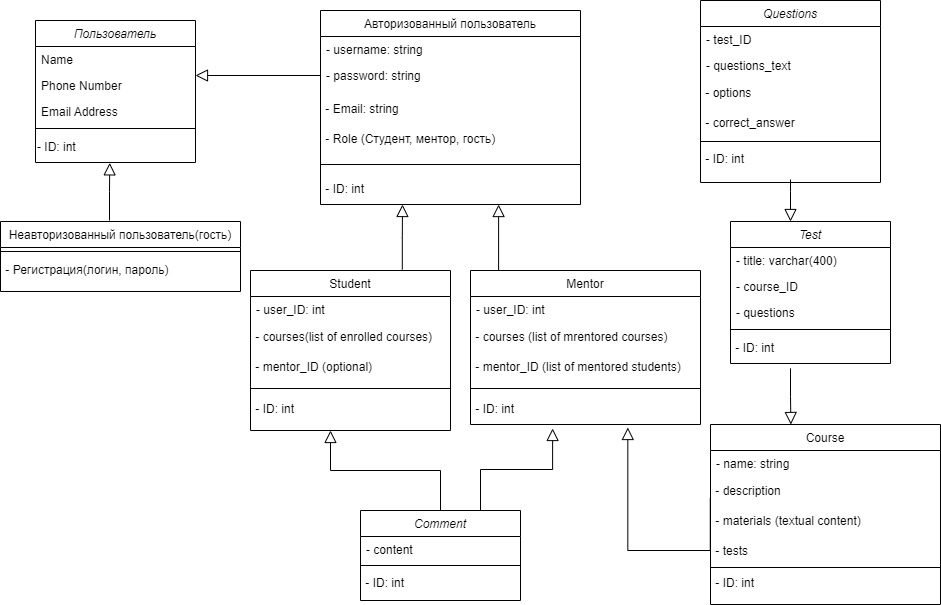 Пользователь
Name
Phone Number
Email Address
- ID: int
Авторизованный пользователь
- username: string
- password: string
- Email: string
- Role (Студент, ментор, гость)
- ID: int
Questions
- test_ID
- questions_text
- options
- correct_answer
- ID: int
Неавторизованный пользователь(гость)
- Регистрация(логин, пароль)
Student
- user_ID: int
- courses(list of enrolled courses)
- mentor_ID (optional)
- ID: int
Mentor
- user_ID: int
- courses (list of mrentored courses)
- mentor_ID (list of mentored students)
- ID: int
Test
- title: varchar(400)
- course_ID
- questions
- ID: int
Comment
- content
- ID: int
Course
- name: string
- description
- materials (textual content)
- tests
- ID: int